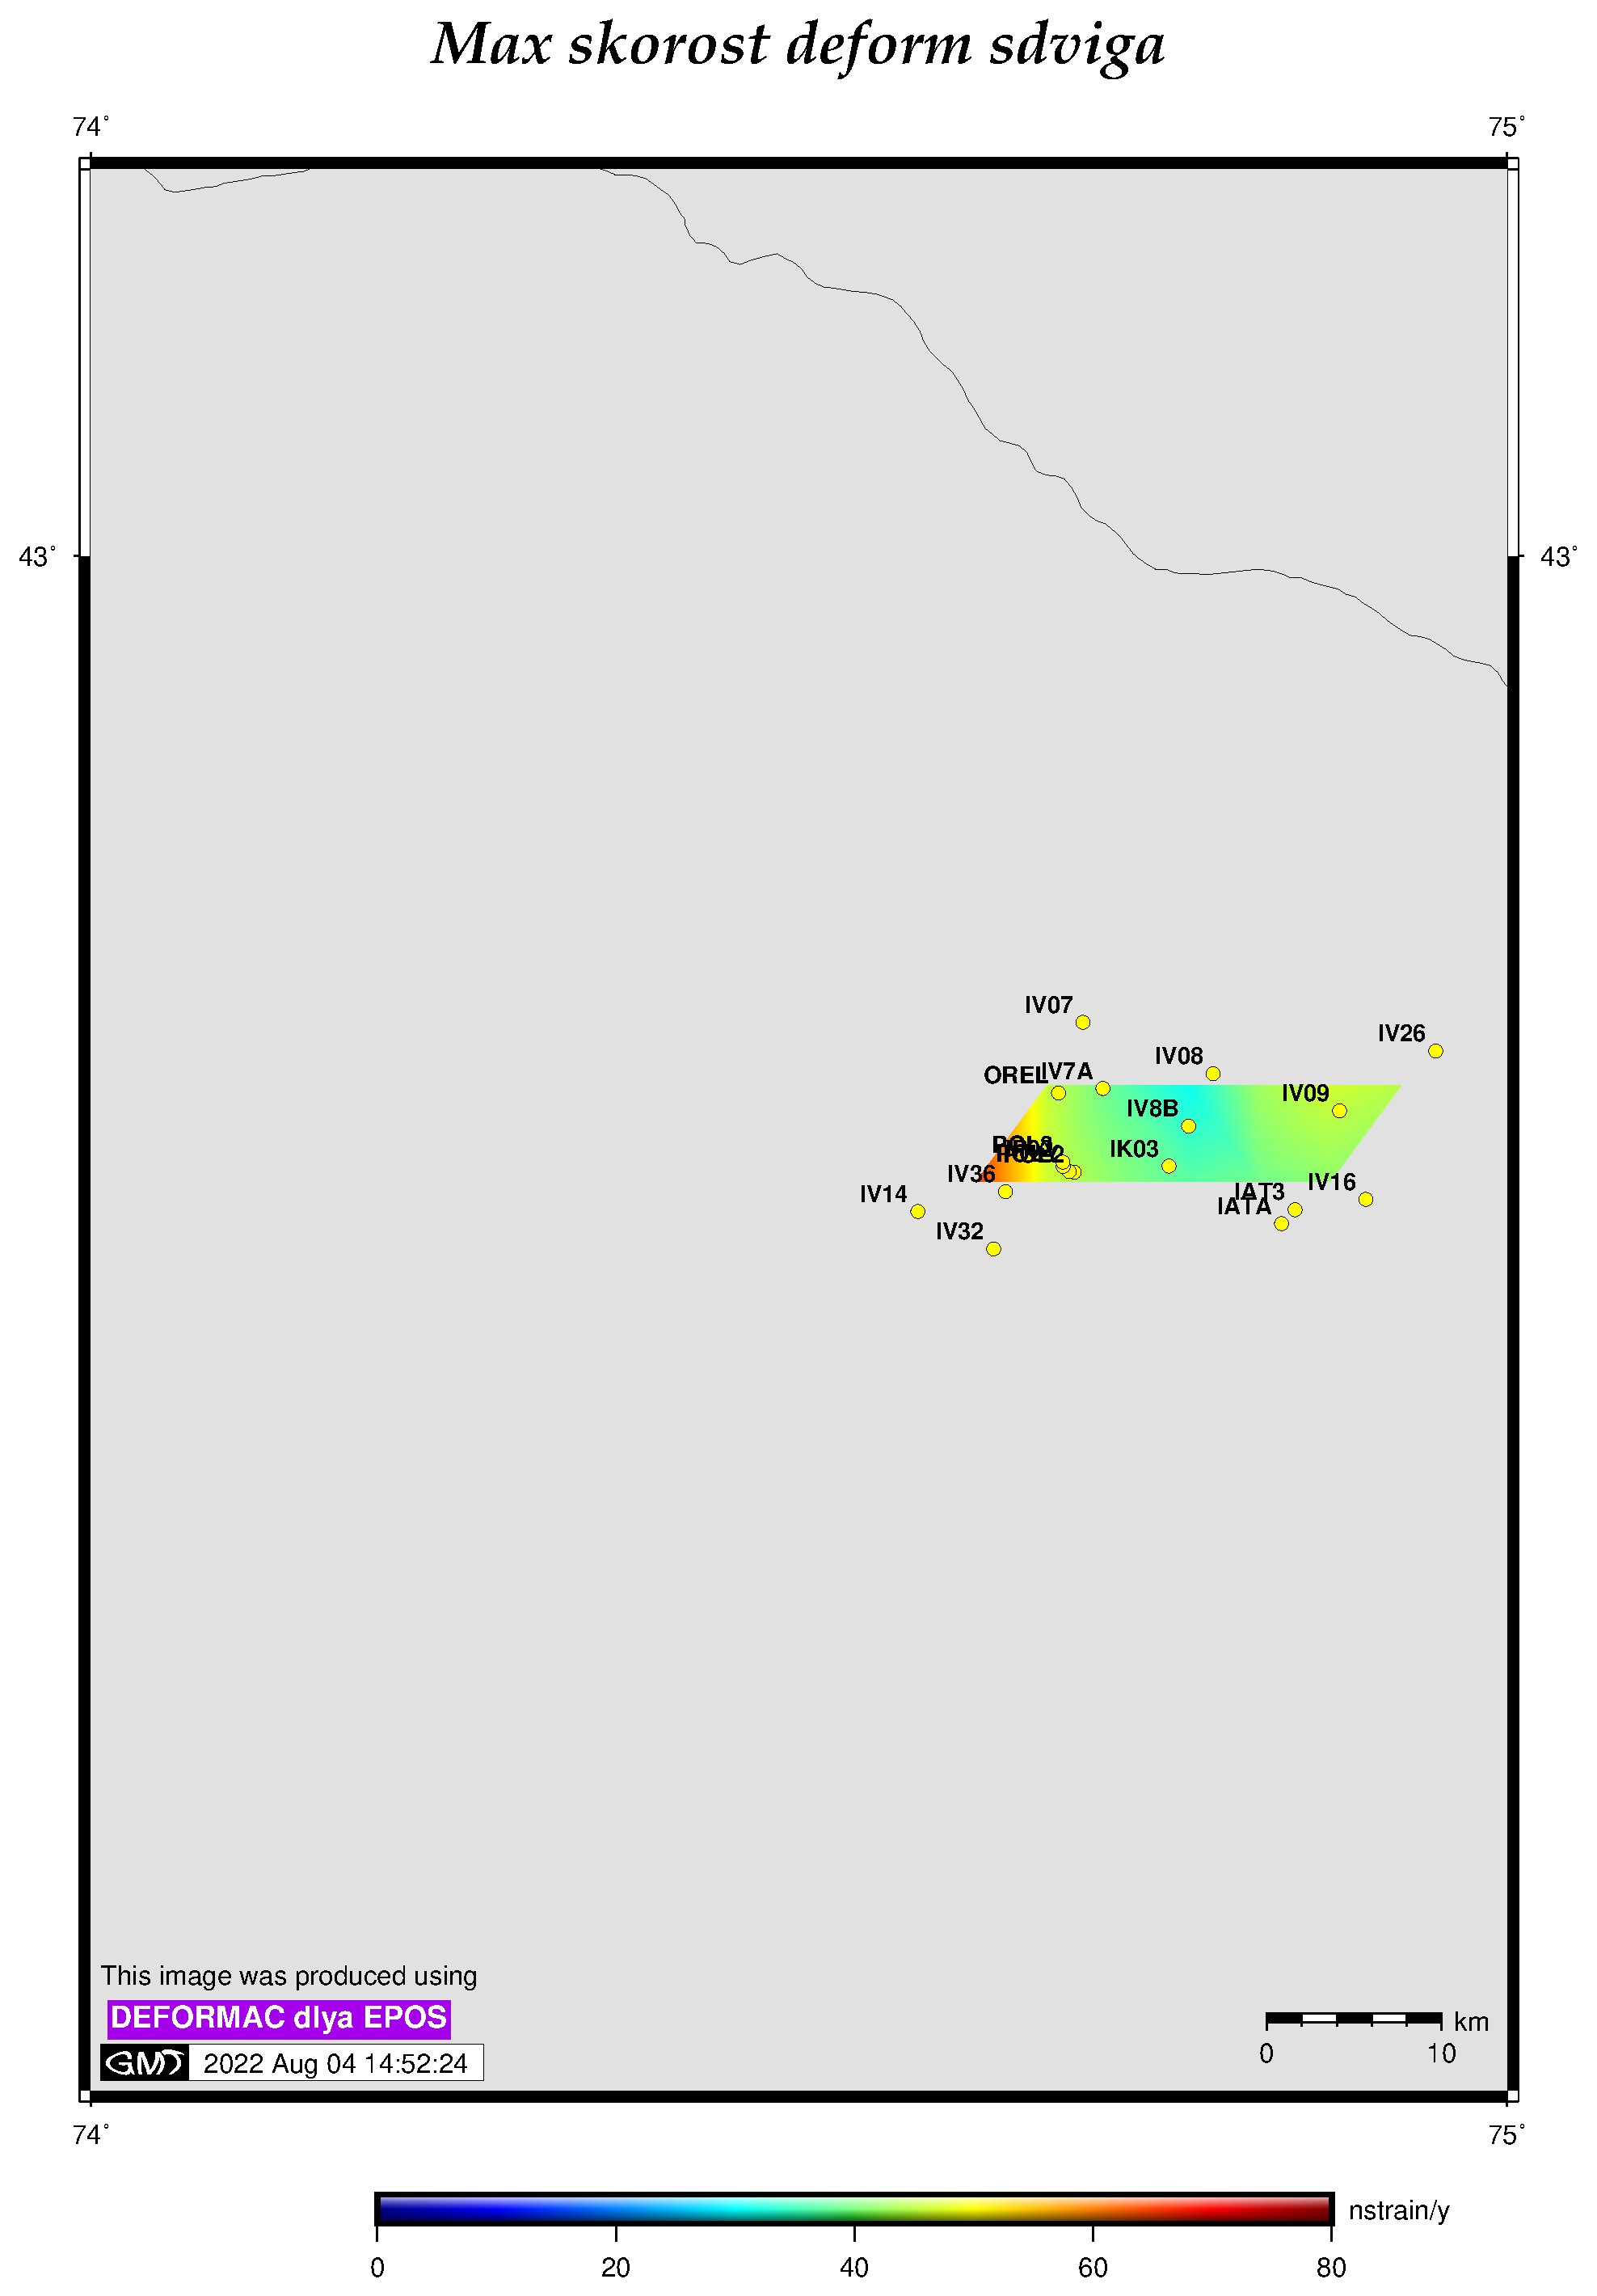 Max skorost deform sdviga
74° 75°
43° 43°
IV07
IV26
IV08
OREL IV7A
IV09
IV8B
IK03
IV36
IV16
IV14
IAT3
IATA
IV32
This image was produced using
DEFORMAC dlya EPOS
GMT 2022 Aug 04 14:52:24
km
0 10
74° 75°
nstrain/y
0 20 40 60 80